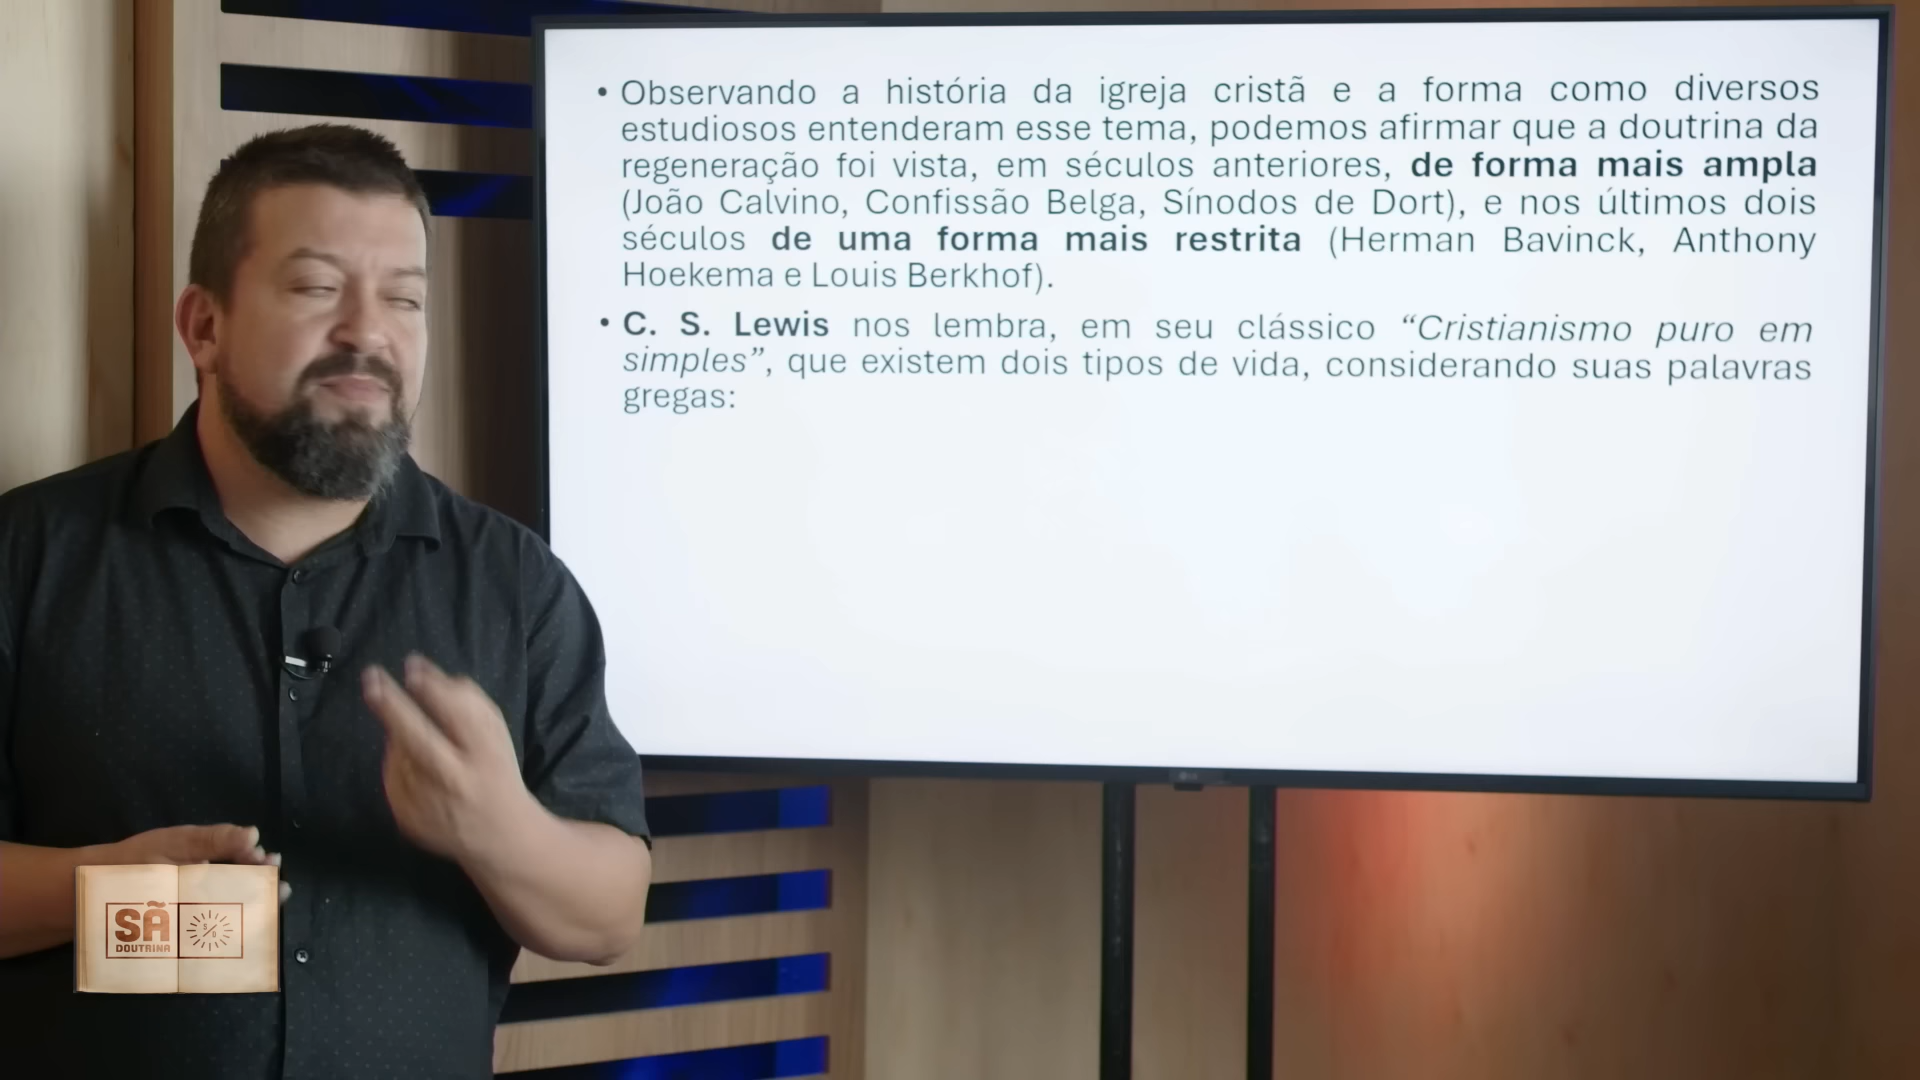 • Observando a história da igreja cristã e a forma como diversos
estudiosos entenderam esse tema, podemos afirmar que a doutrina da
regeneração foi vista, em séculos anteriores, de forma mais ampla
(João Calvino, Confissão Belga, Sínodos de Dort), e nos últimos dois
séculos de uma forma mais restrita (Herman Bavinck, Anthony
Hoekema e Louis Berkhof).
• C. S. Lewis nos lembra, em seu clássico “Cristianismo puro em
simples”, que existem dois tipos de vida, considerando suas palavras
gregas:
SÃ
DOUTRINA
S/D